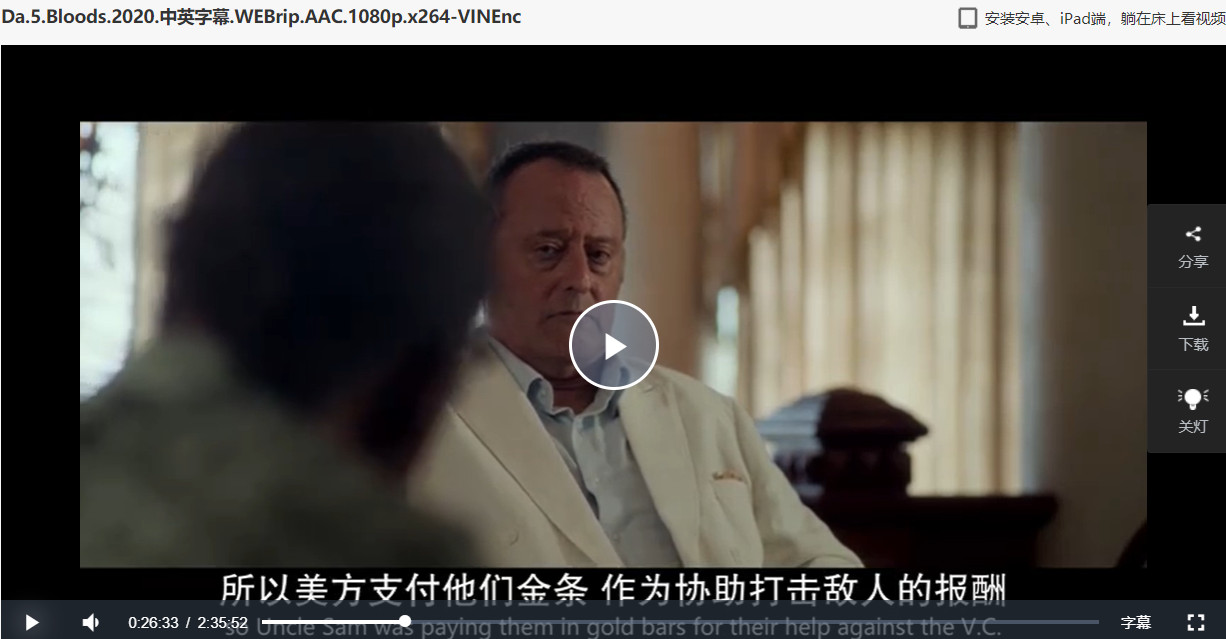 Da.5.Bloods.2020.中英字幕.WEBrip.AAC.1080p.x264-VINEnc
安装安卓、iPad端，躺在床上看视频
分享
下载
关灯
所以美方支付他们金条 作为协助打击敌人的报酬
so Uncle Sam was paying them in gold bars for their help against the V.C.
0:26:33 / 2:35:52
字幕